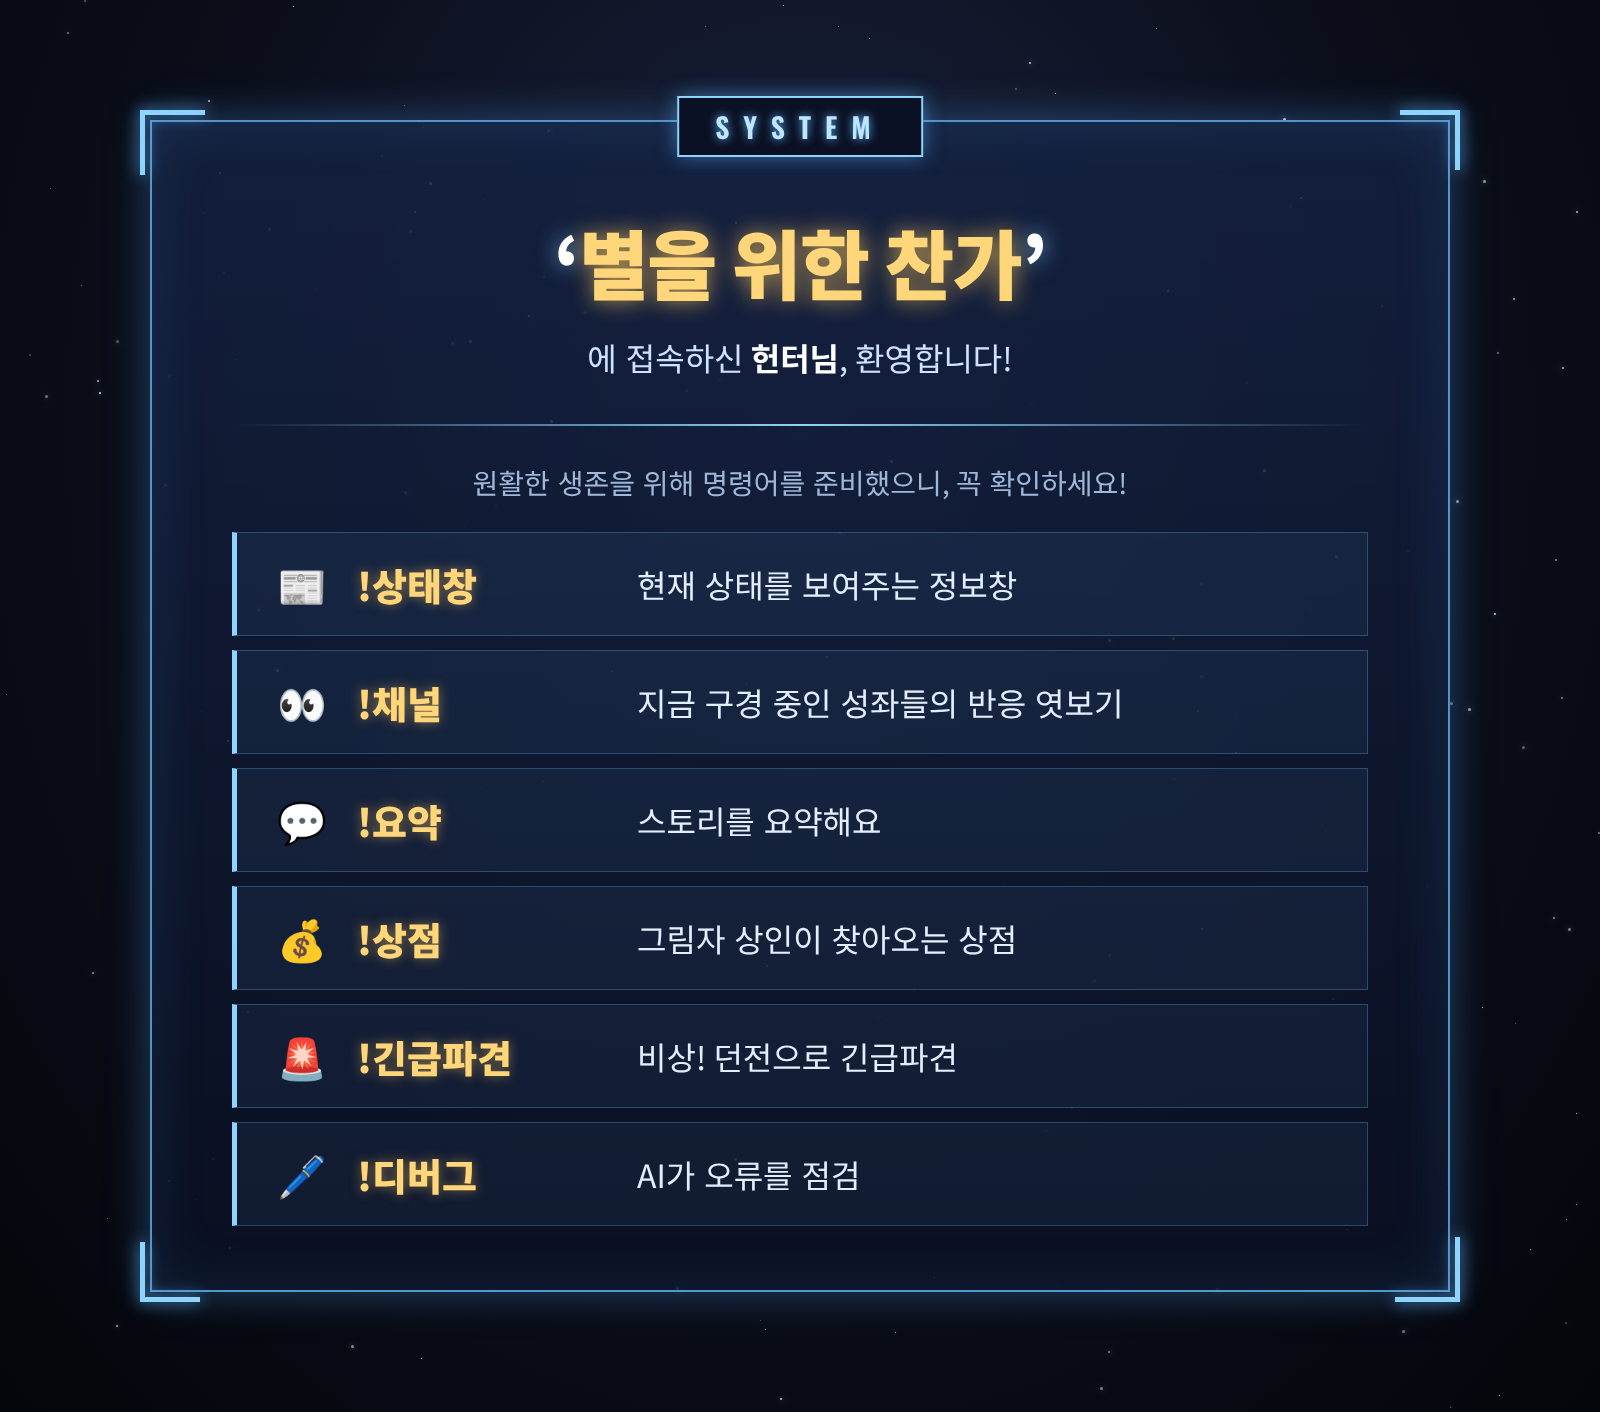 SYSTEM
‘별을 위한 찬가’
에 접속하신 헌터님, 환영합니다!
원활한 생존을 위해 명령어를 준비했으니, 꼭 확인하세요!
!상태창 현재 상태를 보여주는 정보창
!채널 지금 구경 중인 성좌들의 반응 엿보기
!요약 스토리를 요약해요
!상점 그림자 상인이 찾아오는 상점
!긴급파견 비상! 던전으로 긴급파견
!디버그 AI가 오류를 점검